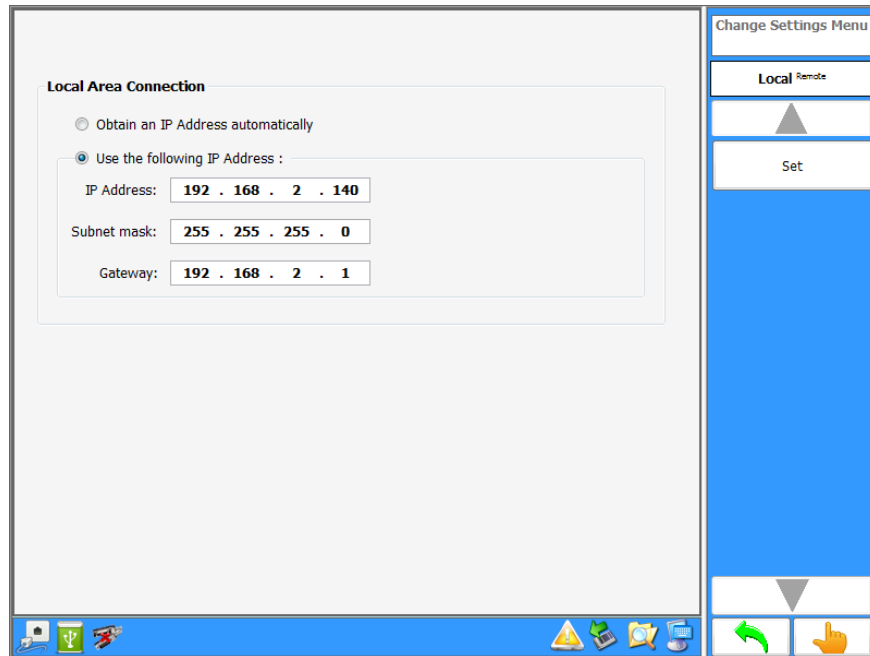 Change Settings Menu
Local Remote
Set
Local Area Connection
Obtain an IP Address automatically
Use the following IP Address :
IP Address: 192 . 168 . 2 . 140
Subnet mask: 255 . 255 . 255 . 0
Gateway: 192 . 168 . 2 . 1